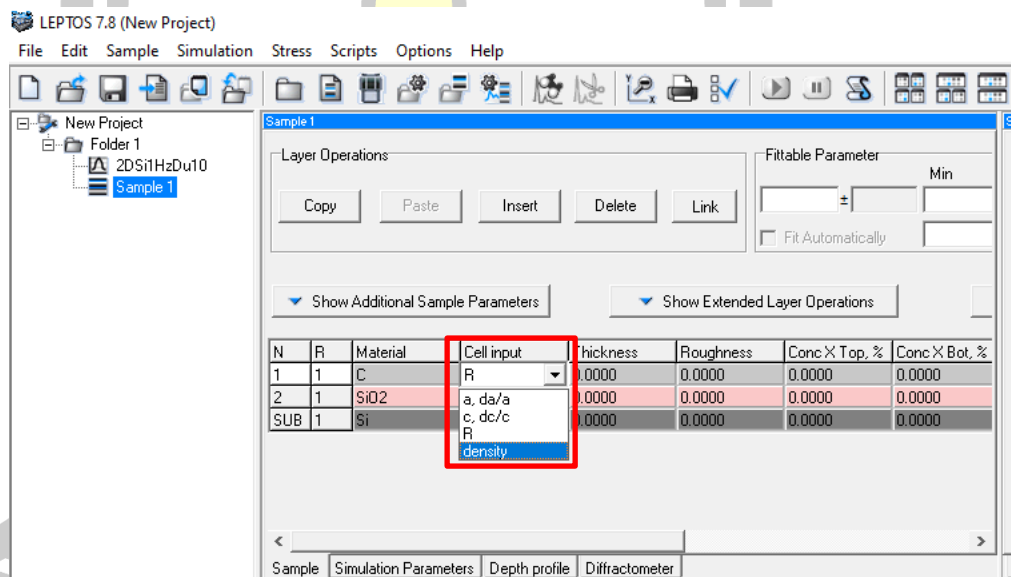 LEPTOS 7.8 (New Project)
File Edit Sample Simulation Stress Scripts Options Help
New Project
Folder 1
2DSi1HzDu10
Sample 1
Sample 1
Layer Operations
Copy Paste Insert Delete Link
Fittable Parameter
Min
±
Fit Automatically
Show Additional Sample Parameters
Show Extended Layer Operations
N R Material Cell input Thickness Roughness Conc X Top, % Conc X Bot, %
1 1 C R 0.0000 0.0000 0.0000 0.0000
2 1 SiO2 0.0000 0.0000 0.0000 0.0000
SUB 1 Si 0.0000 0.0000 0.0000 0.0000
a, da/a
c, dc/c
R
density
Sample Simulation Parameters Depth profile Diffractometer